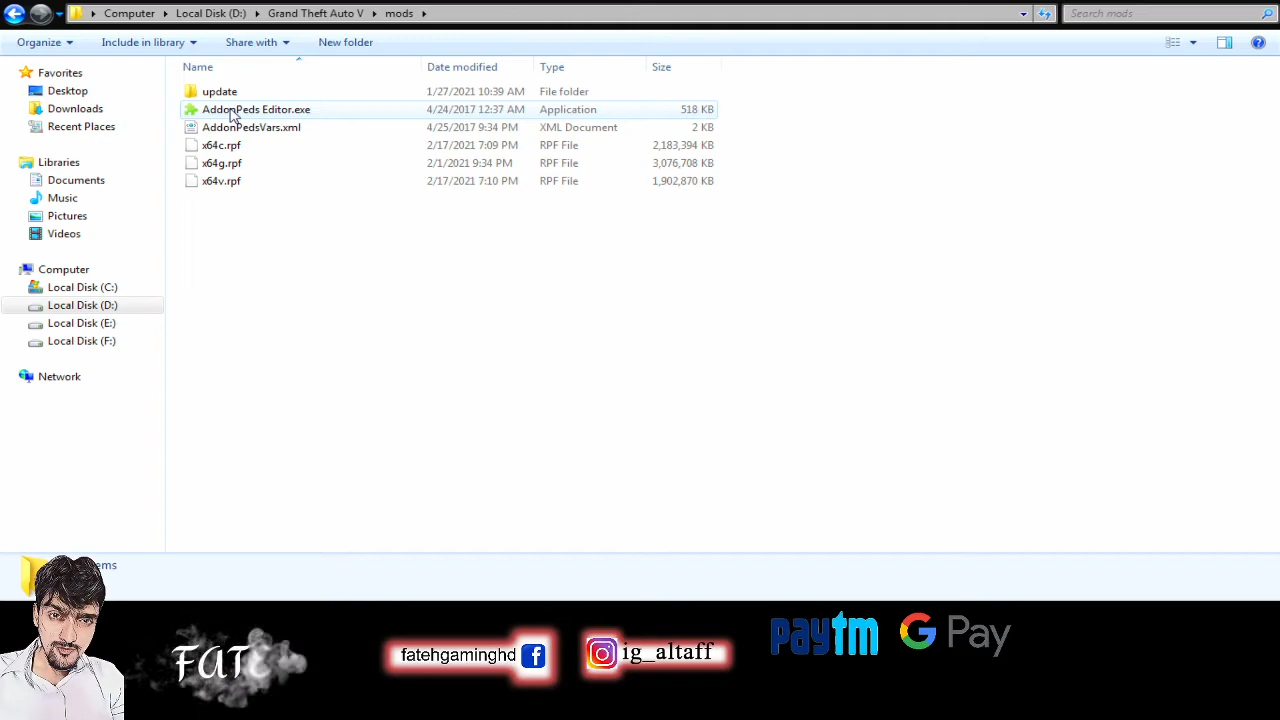 Computer Local Disk (D:) Grand Theft Auto V mods Search mods
Organize Include in library Share with New folder
Favorites
Desktop
Downloads
Recent Places
Libraries
Documents
Music
Pictures
Videos
Computer
Local Disk (C:)
Local Disk (D:)
Local Disk (E:)
Local Disk (F:)
Network
Name Date modified Type Size
update 1/27/2021 10:39 AM File folder
AddonPeds Editor.exe 4/24/2017 12:37 AM Application 518 KB
AddonPedsVars.xml 4/25/2017 9:34 PM XML Document 2 KB
x64c.rpf 2/17/2021 7:09 PM RPF File 2,183,394 KB
x64g.rpf 2/1/2021 9:34 PM RPF File 3,076,708 KB
x64v.rpf 2/17/2021 7:10 PM RPF File 1,902,870 KB
fatehgaminghd
ig_altaff
paytm
G Pay